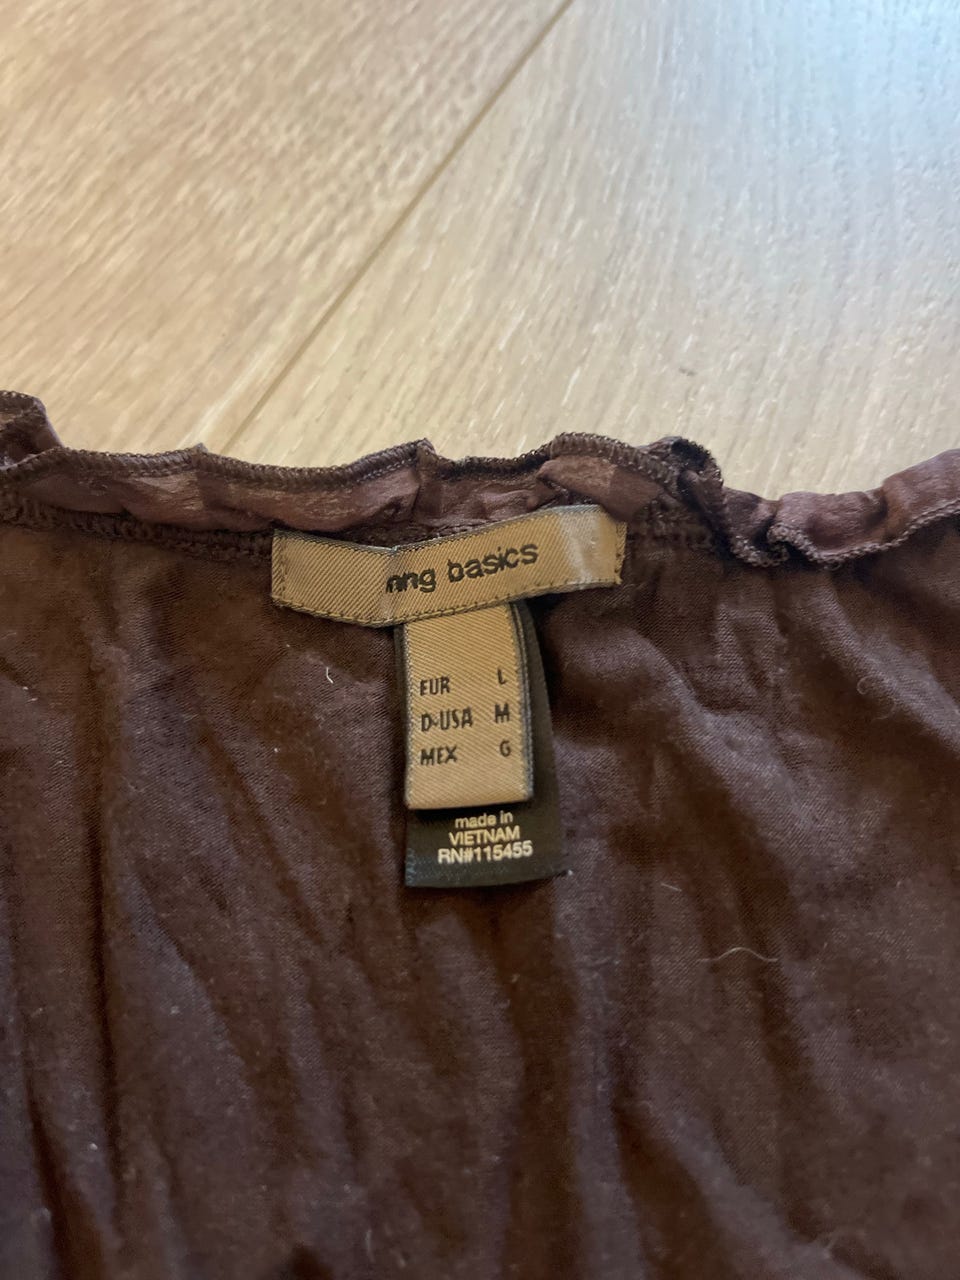 mng basics
EUR L
D-USA M
MEX G
made in
VIETNAM
RN#115455